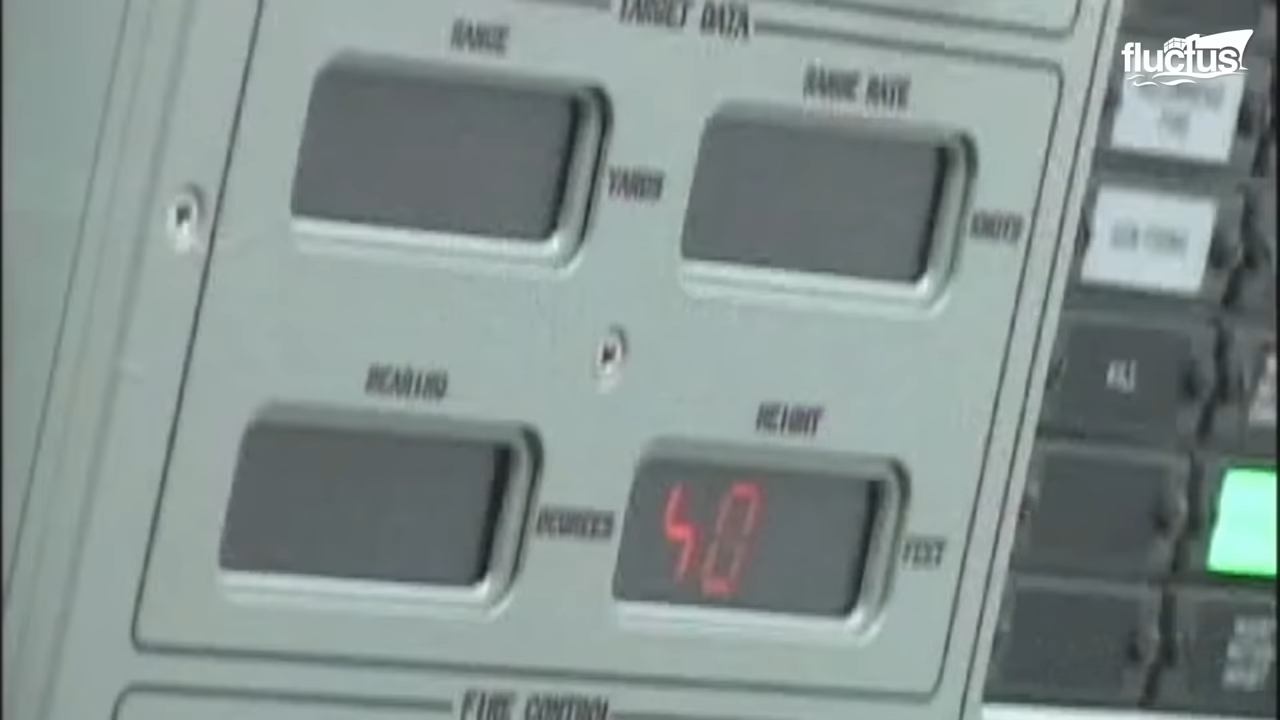 TARGET DATA
fluctus
RANGE
RANGE RATE
YARDS
KNOTS
BEARING
HEIGHT
40
DEGREES
FEET
FIRE CONTROL